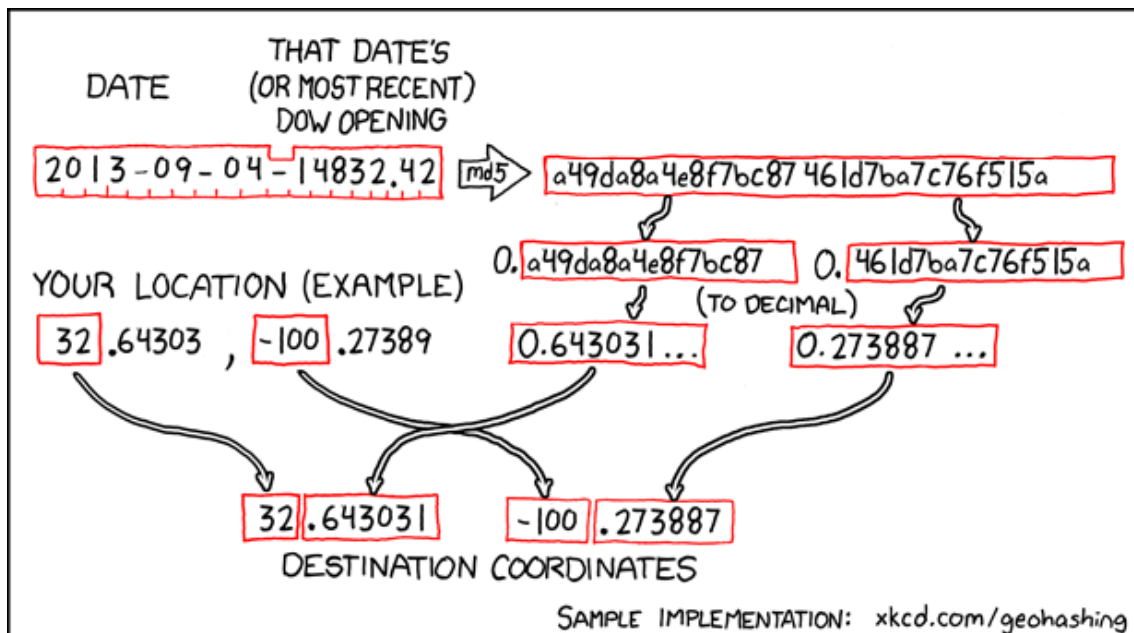 DATE
THAT DATE'S
(OR MOST RECENT)
DOW OPENING
2013-09-04-14832.42
md5
a49da8a4e8f7bc87 461d7ba7c76f515a
0.a49da8a4e8f7bc87
0.461d7ba7c76f515a
(TO DECIMAL)
YOUR LOCATION (EXAMPLE)
32.64303, -100.27389
0.643031...
0.273887...
32.643031
-100.273887
DESTINATION COORDINATES
SAMPLE IMPLEMENTATION: xkcd.com/geohashing